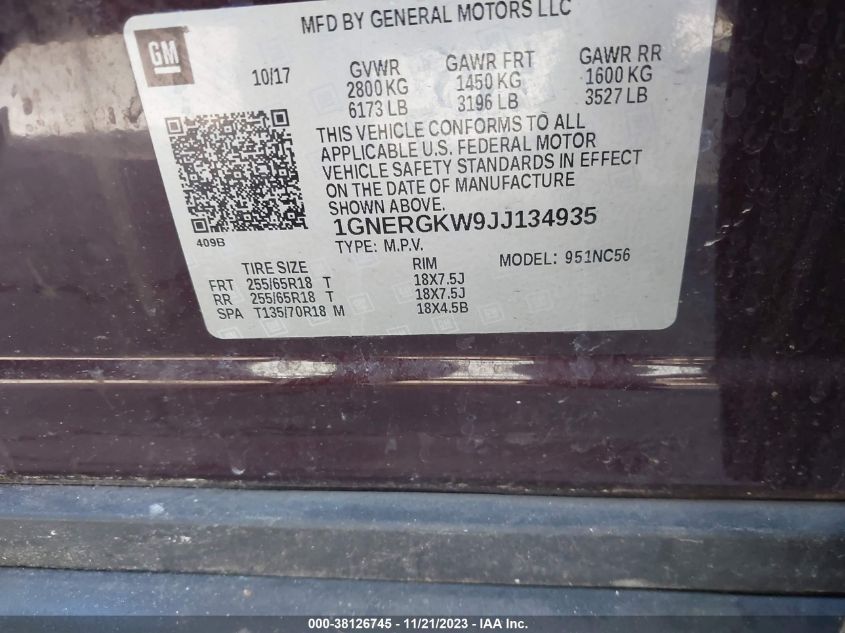 MFD BY GENERAL MOTORS LLC
GM
10/17
GVWR GAWR FRT GAWR RR
2800 KG 1450 KG 1600 KG
6173 LB 3196 LB 3527 LB
THIS VEHICLE CONFORMS TO ALL
APPLICABLE U.S. FEDERAL MOTOR
VEHICLE SAFETY STANDARDS IN EFFECT
ON THE DATE OF MANUFACTURE
SHOWN ABOVE.
1GNERGKW9JJ134935
409B
TYPE: M.P.V. MODEL: 951NC56
TIRE SIZE RIM
FRT 255/65R18 T 18X7.5J
RR 255/65R18 T 18X7.5J
SPA T135/70R18 M 18X4.5B
000-38126745 - 11/21/2023 - IAA Inc.